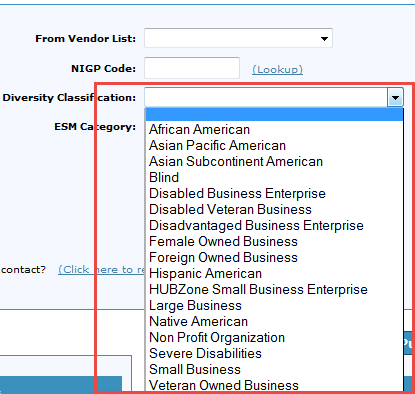 From Vendor List:
NIGP Code: (Lookup)
Diversity Classification:
ESM Category:
African American
Asian Pacific American
Asian Subcontinent American
Blind
Disabled Business Enterprise
Disabled Veteran Business
Disadvantaged Business Enterprise
Female Owned Business
Foreign Owned Business
contact? (Click here to re
Hispanic American
HUBZone Small Business Enterprise
Large Business
Native American
Non Profit Organization
Severe Disabilities
Small Business
Veteran Owned Business